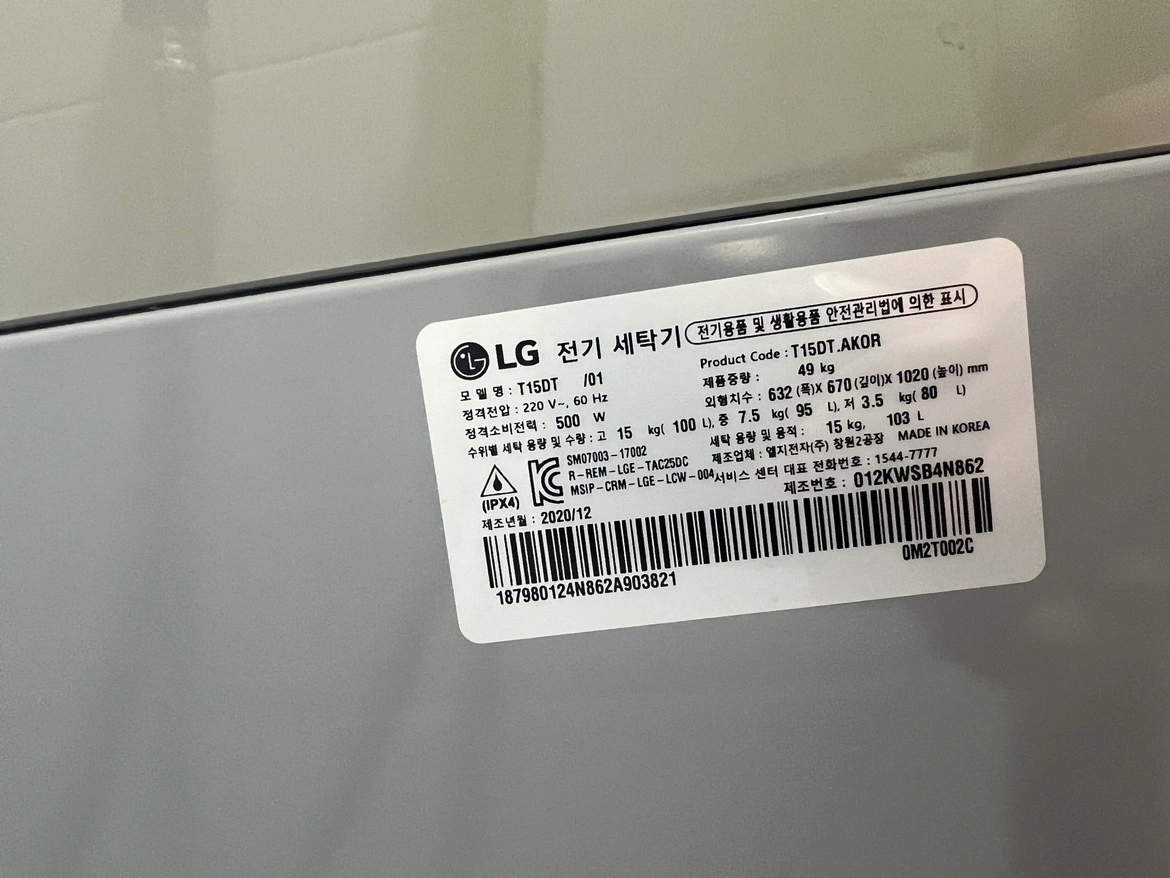 LG 전기 세탁기 전기용품 및 생활용품 안전관리법에 의한 표시
모 델 명 : T15DT /01
Product Code : T15DT.AKOR
정격전압 : 220 V~, 60 Hz
제품중량 : 49 kg
정격소비전력 : 500 W
외형치수 : 632 (폭)X 670 (깊이)X 1020 (높이) mm
수위별 세탁 용량 및 수량 : 고 15 kg( 100 L), 중 7.5 kg( 95 L), 저 3.5 kg( 80 L)
세탁 용량 및 용적 : 15 kg, 103 L
SM07003-17002
제조업체 : 엘지전자(주) 창원2공장 MADE IN KOREA
R-REM-LGE-TAC25DC
MSIP-CRM-LGE-LCW-004
서비스 센터 대표 전화번호 : 1544-7777
(IPX4)
제조번호 : 012KWSB4N862
제조년월 : 2020/12
0M2T002C
187980124N862A903821